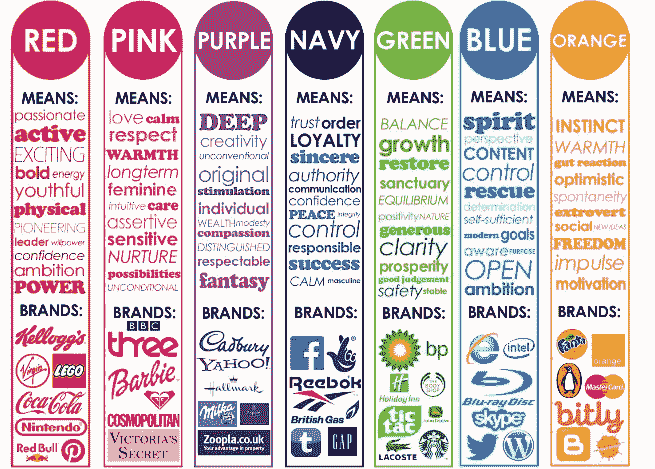 RED
MEANS:
passionate
active
EXCITING
bold energy
youthful
physical
PIONEERING
leader willpower
confidence
ambition
POWER
BRANDS:
Kellogg's
Virgin LEGO
Coca Cola
Nintendo
Red Bull
PINK
MEANS:
love calm
respect
WARMTH
longterm
feminine
intuitive care
assertive
sensitive
NURTURE
possibilities
UNCONDITIONAL
BRANDS:
BBC
three
Barbie
COSMOPOLITAN
VICTORIA'S
SECRET
PURPLE
MEANS:
DEEP
creativity
unconventional
original
stimulation
individual
WEALTH modesty
compassion
DISTINGUISHED
respectable
fantasy
BRANDS:
Cadbury
YAHOO!
Hallmark
Milka
Zoopla.co.uk
Your advantage in property
NAVY
MEANS:
trust order
LOYALTY
sincere
authority
communication
confidence
PEACE integrity
control
responsible
success
CALM masculine
BRANDS:
f
Reebok
British Gas
t GAP
GREEN
MEANS:
BALANCE
growth
restore
sanctuary
EQUILIBRIUM
positivity NATURE
generous
clarity
prosperity
good judgement
safety stable
BRANDS:
bp
H
Holiday Inn
tic
tac
LACOSTE
BLUE
MEANS:
spirit
perspective
CONTENT
control
rescue
determination
self-sufficient
modern goals
aware PURPOSE
OPEN
ambition
BRANDS:
e intel
Blu-ray Disc
skype
W
ORANGE
MEANS:
INSTINCT
WARMTH
gut reaction
optimistic
spontaneity
extrovert
social NEW IDEAS
FREEDOM
impulse
motivation
BRANDS:
Fanta orange
MasterCard
bitly
B